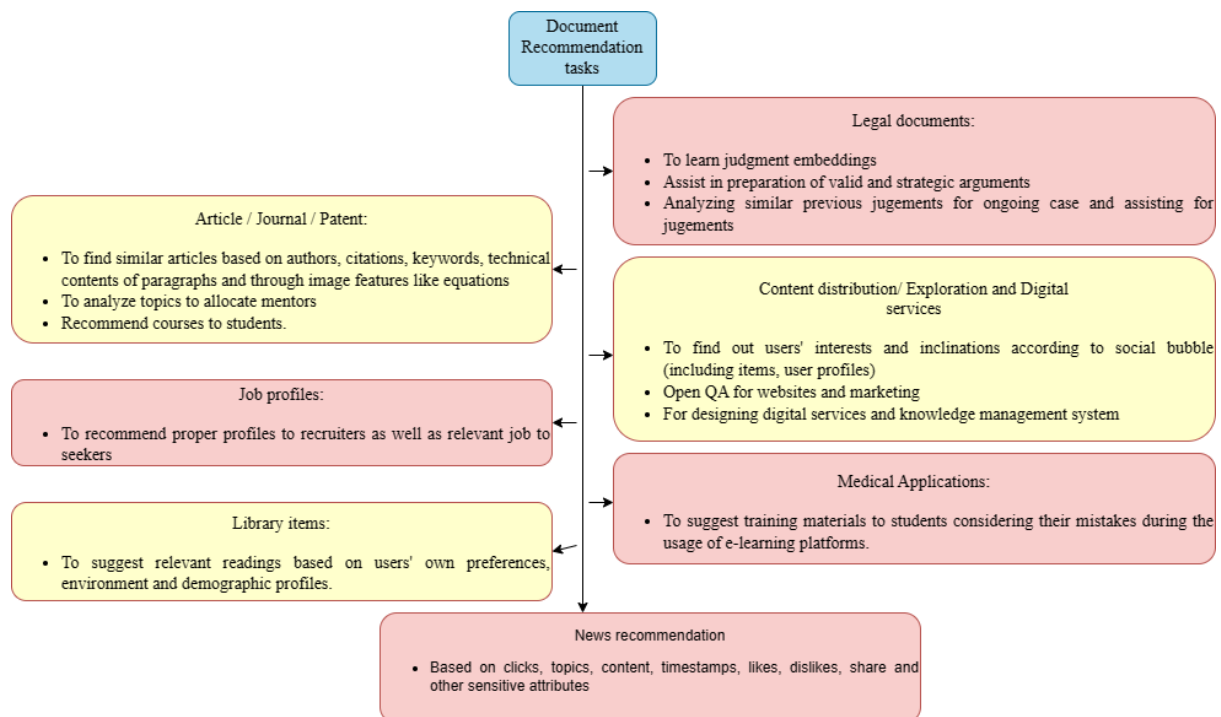 Document
Recommendation
tasks
Legal documents:
• To learn judgment embeddings
• Assist in preparation of valid and strategic arguments
• Analyzing similar previous jugements for ongoing case and assisting for
jugements
Article / Journal / Patent:
• To find similar articles based on authors, citations, keywords, technical
contents of paragraphs and through image features like equations
• To analyze topics to allocate mentors
• Recommend courses to students.
Content distribution/ Exploration and Digital
services
• To find out users' interests and inclinations according to social bubble
(including items, user profiles)
• Open QA for websites and marketing
• For designing digital services and knowledge management system
Job profiles:
• To recommend proper profiles to recruiters as well as relevant job to
seekers
Medical Applications:
• To suggest training materials to students considering their mistakes during the
usage of e-learning platforms.
Library items:
• To suggest relevant readings based on users' own preferences,
environment and demographic profiles.
News recommendation
• Based on clicks, topics, content, timestamps, likes, dislikes, share and
other sensitive attributes